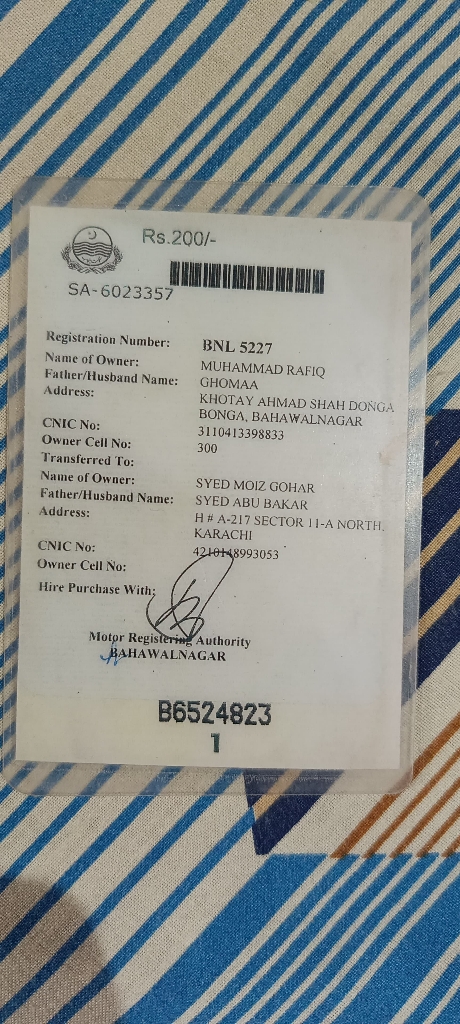 Rs.200/-
SA-6023357
Registration Number: BNL 5227
Name of Owner: MUHAMMAD RAFIQ
Father/Husband Name: GHOMAA
Address: KHOTAY AHMAD SHAH DONGA
BONGA, BAHAWALNAGAR
CNIC No: 3110413398833
Owner Cell No: 300
Transferred To:
Name of Owner: SYED MOIZ GOHAR
Father/Husband Name: SYED ABU BAKAR
Address: H # A-217 SECTOR 11-A NORTH.
KARACHI
CNIC No: 4210148993053
Owner Cell No:
Hire Purchase With:
Motor Registering Authority
BAHAWALNAGAR
B6524823
1